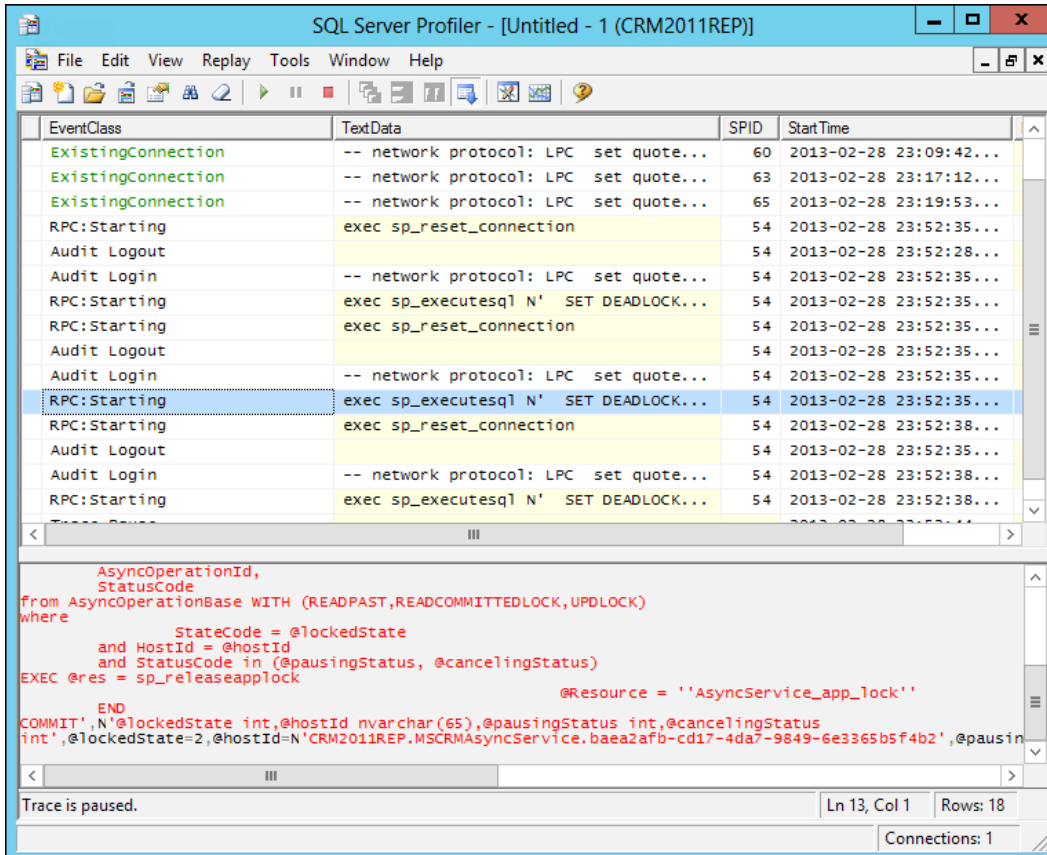 SQL Server Profiler - [Untitled - 1 (CRM2011REP)]
File Edit View Replay Tools Window Help
EventClass TextData SPID StartTime
ExistingConnection -- network protocol: LPC set quote... 60 2013-02-28 23:09:42...
ExistingConnection -- network protocol: LPC set quote... 63 2013-02-28 23:17:12...
ExistingConnection -- network protocol: LPC set quote... 65 2013-02-28 23:19:53...
RPC:Starting exec sp_reset_connection 54 2013-02-28 23:52:35...
Audit Logout 54 2013-02-28 23:52:28...
Audit Login -- network protocol: LPC set quote... 54 2013-02-28 23:52:35...
RPC:Starting exec sp_executesql N' SET DEADLOCK... 54 2013-02-28 23:52:35...
RPC:Starting exec sp_reset_connection 54 2013-02-28 23:52:35...
Audit Logout 54 2013-02-28 23:52:35...
Audit Login -- network protocol: LPC set quote... 54 2013-02-28 23:52:35...
RPC:Starting exec sp_executesql N' SET DEADLOCK... 54 2013-02-28 23:52:35...
RPC:Starting exec sp_reset_connection 54 2013-02-28 23:52:38...
Audit Logout 54 2013-02-28 23:52:35...
Audit Login -- network protocol: LPC set quote... 54 2013-02-28 23:52:38...
RPC:Starting exec sp_executesql N' SET DEADLOCK... 54 2013-02-28 23:52:38...
AsyncOperationId,
StatusCode
from AsyncOperationBase WITH (READPAST,READCOMMITTEDLOCK,UPDLOCK)
where
StateCode = @lockedState
and HostId = @hostId
and StatusCode in (@pausingStatus, @cancelingStatus)
EXEC @res = sp_releaseapplock
@Resource = ''AsyncService_app_lock''
END
COMMIT',N'@lockedState int,@hostId nvarchar(65),@pausingStatus int,@cancelingStatus
int',@lockedState=2,@hostId=N'CRM2011REP.MSCRMAsyncService.baea2afb-cd17-4da7-9849-6e3365b5f4b2',@pausin
Trace is paused. Ln 13, Col 1 Rows: 18
Connections: 1